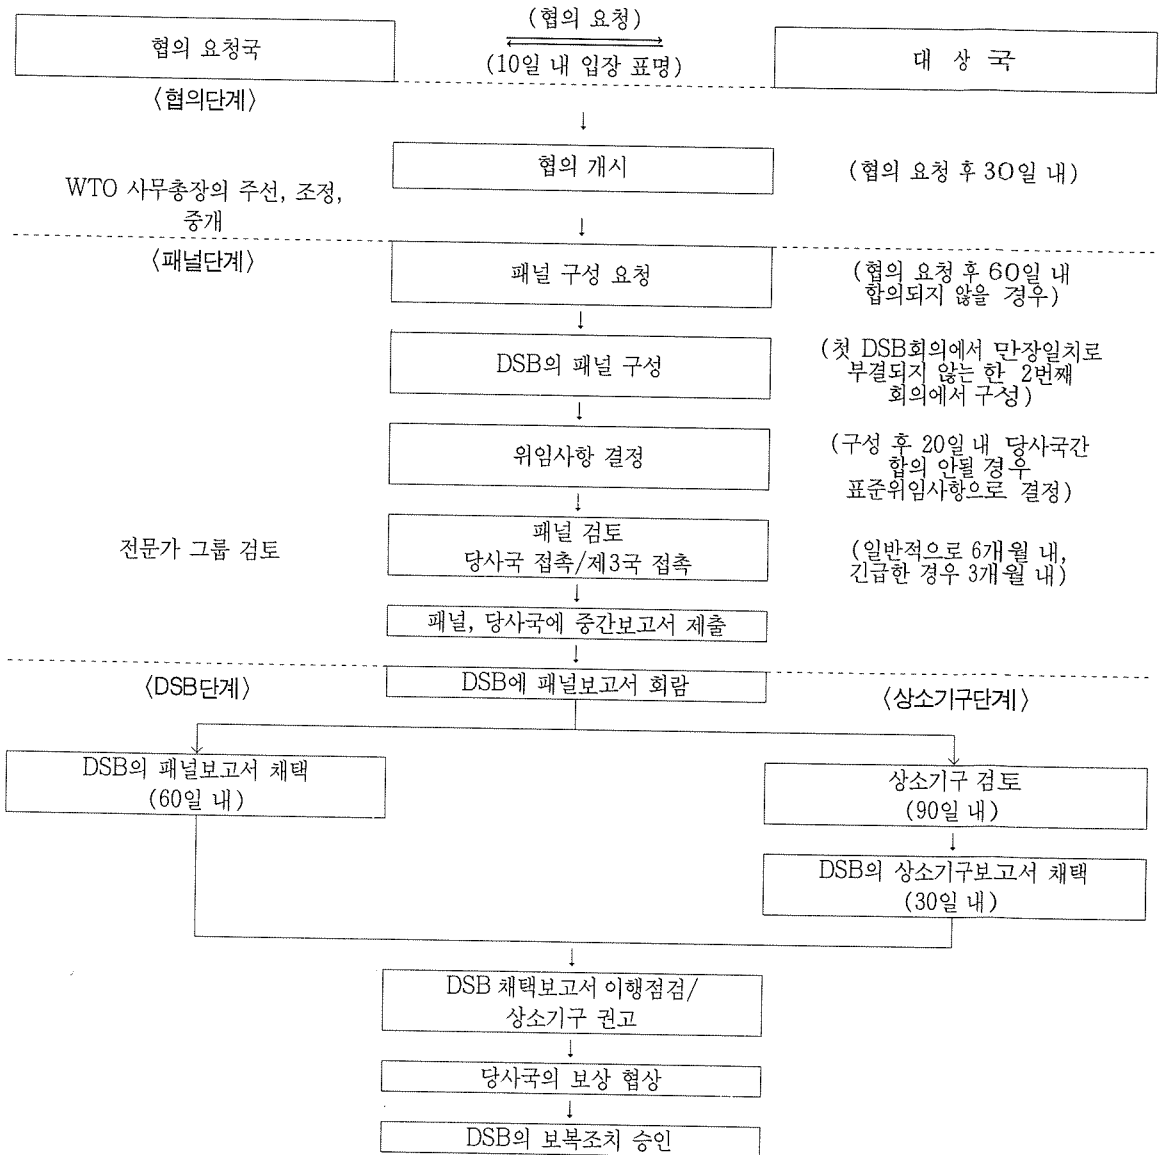 (협의 요청)
협의 요청국
(10일 내 입장 표명)
대 상 국
〈협의단계〉
협의 개시
(협의 요청 후 30일 내)
WTO 사무총장의 주선, 조정,
중개
〈패널단계〉
패널 구성 요청
(협의 요청 후 60일 내
합의되지 않을 경우)
DSB의 패널 구성
(첫 DSB회의에서 만장일치로
부결되지 않는 한 2번째
회의에서 구성)
위임사항 결정
(구성 후 20일 내 당사국간
합의 안될 경우
표준위임사항으로 결정)
전문가 그룹 검토
패널 검토
당사국 접촉/제3국 접촉
(일반적으로 6개월 내,
긴급한 경우 3개월 내)
패널, 당사국에 중간보고서 제출
〈DSB단계〉
DSB에 패널보고서 회람
〈상소기구단계〉
DSB의 패널보고서 채택
(60일 내)
상소기구 검토
(90일 내)
DSB의 상소기구보고서 채택
(30일 내)
DSB 채택보고서 이행점검/
상소기구 권고
당사국의 보상 협상
DSB의 보복조치 승인